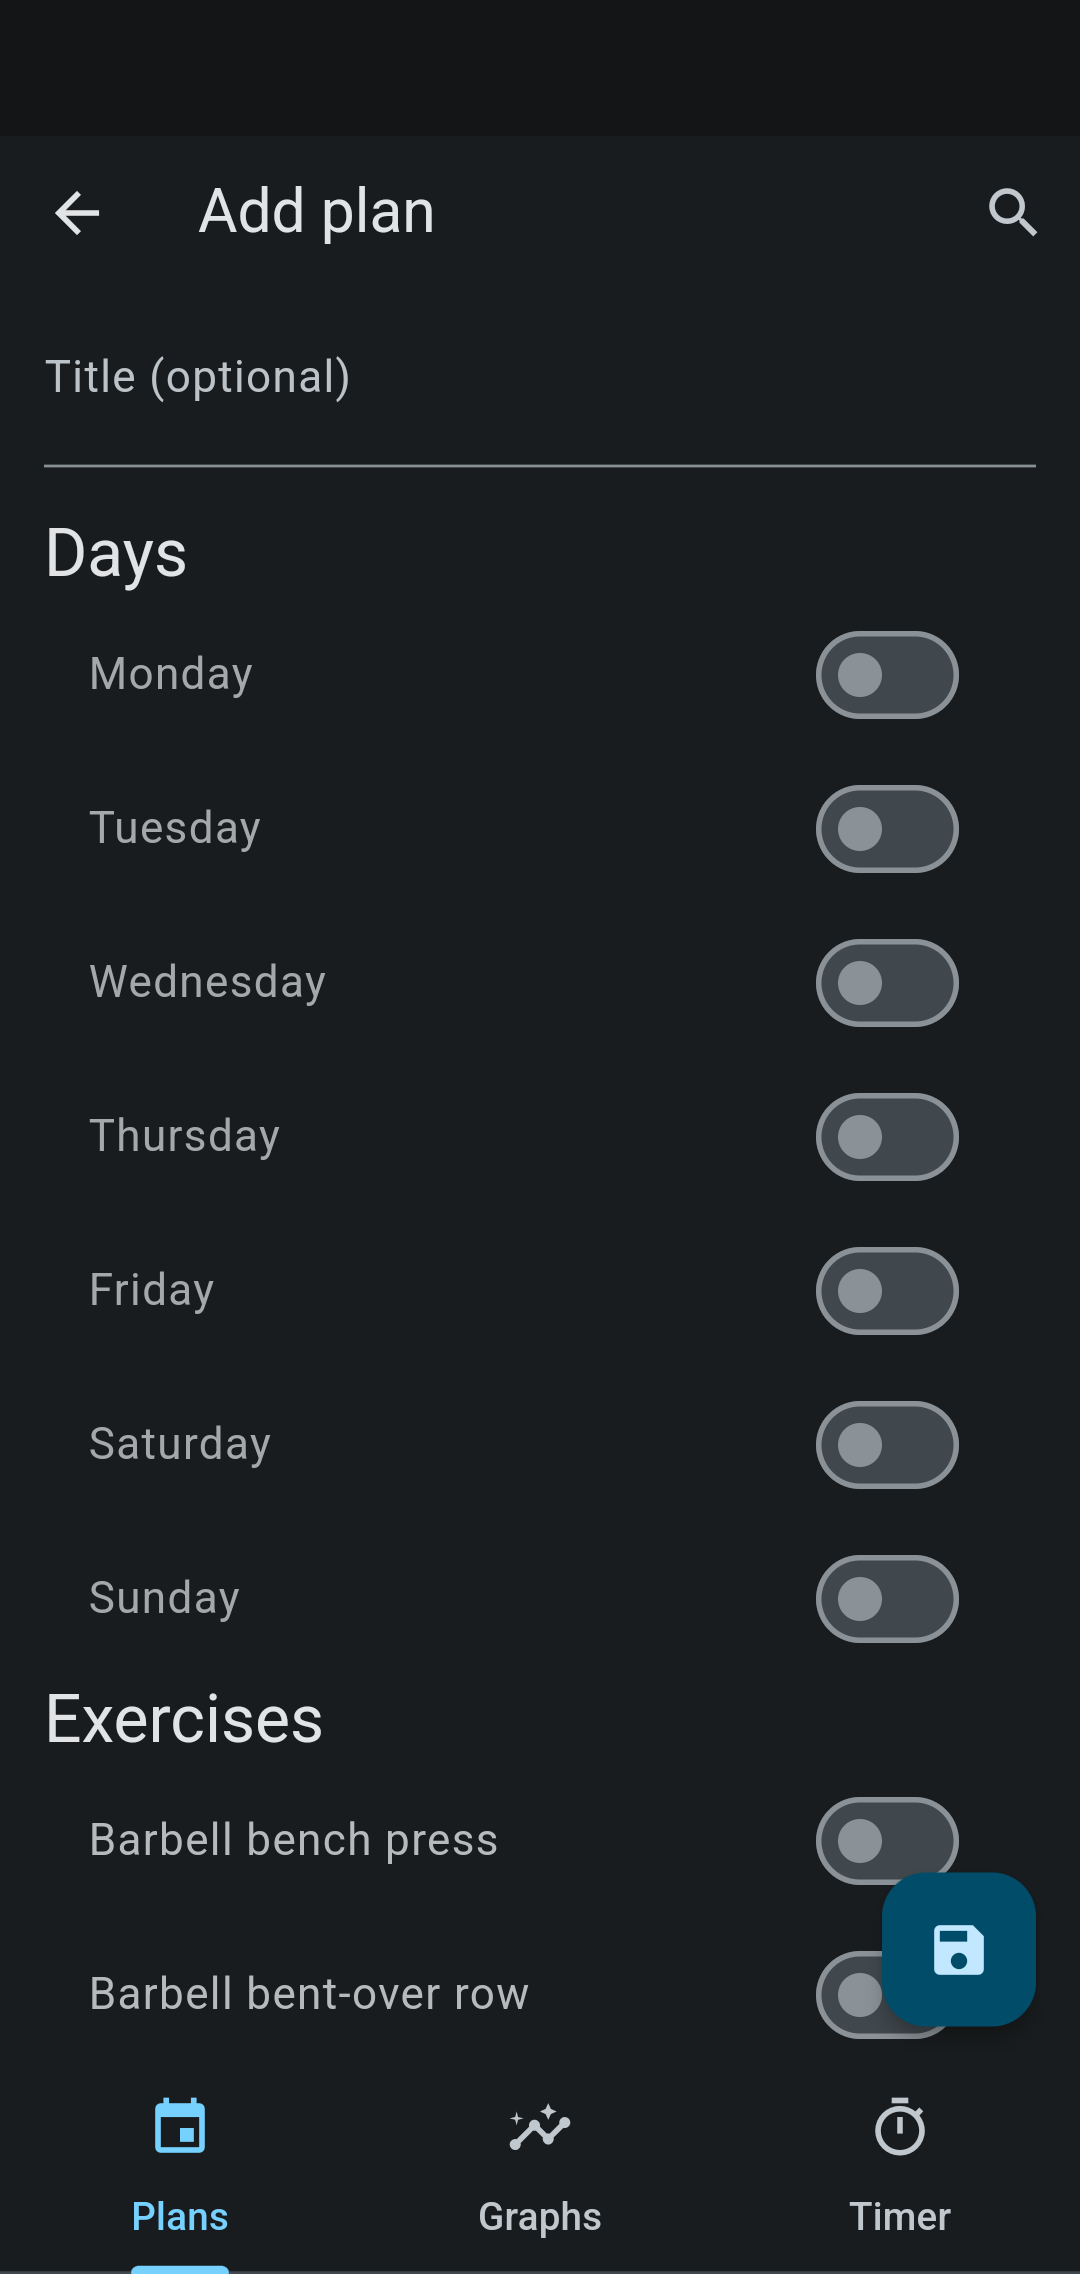 Add plan
Title (optional)
Days
Monday
Tuesday
Wednesday
Thursday
Friday
Saturday
Sunday
Exercises
Barbell bench press
Barbell bent-over row
Plans
Graphs
Timer